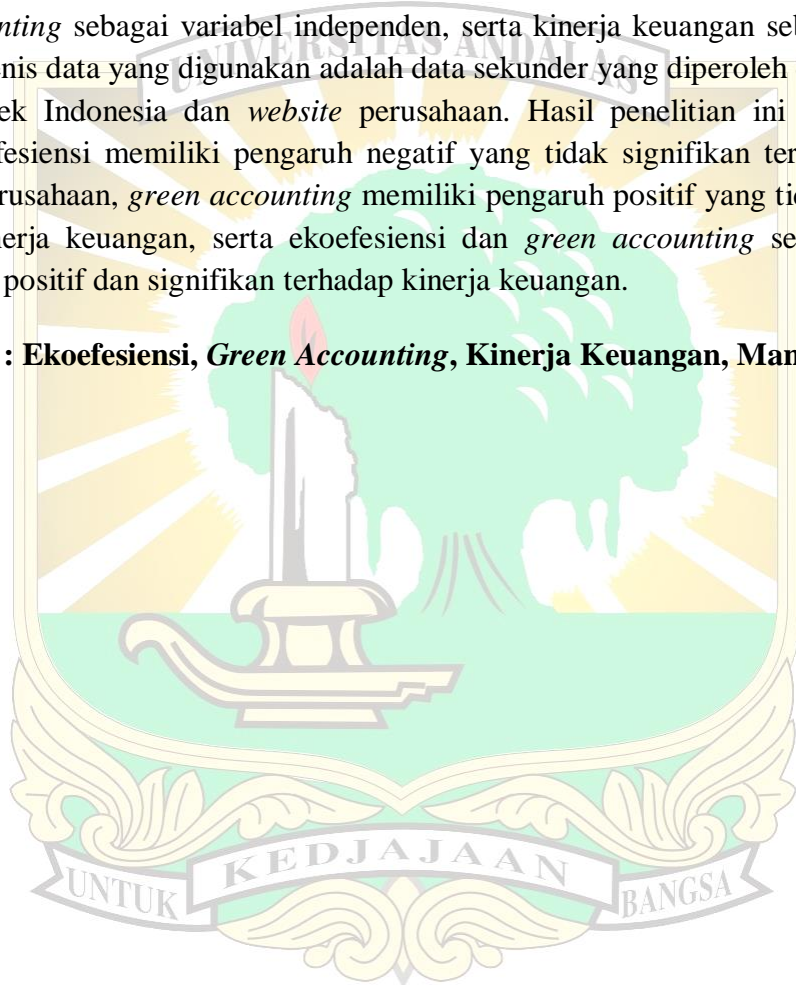 nting sebagai variabel independen, serta kinerja keuangan seb
enis data yang digunakan adalah data sekunder yang diperoleh
ek Indonesia dan website perusahaan. Hasil penelitian ini
fesiensi memiliki pengaruh negatif yang tidak signifikan ter
erusahaan, green accounting memiliki pengaruh positif yang tid
nerja keuangan, serta ekoefesiensi dan green accounting se
positif dan signifikan terhadap kinerja keuangan.
: Ekoefesiensi, Green Accounting, Kinerja Keuangan, Man
UNIVERSITAS ANDALAS
UNTUK KEDJAJAAN BANGSA